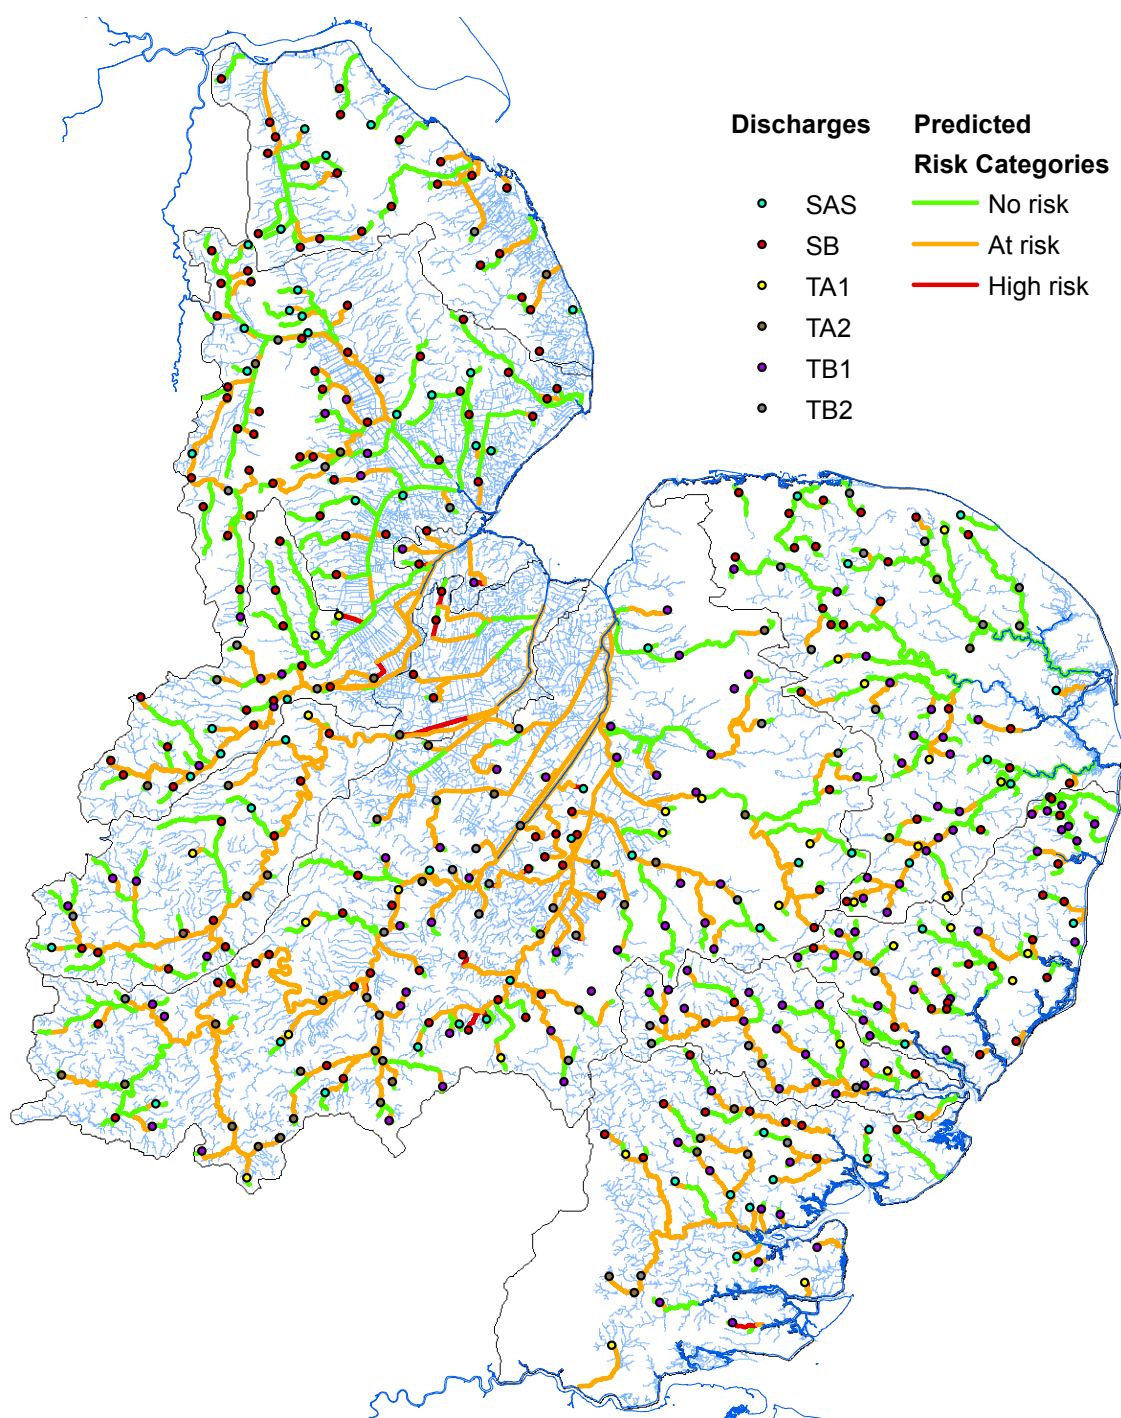 Discharges
SAS
SB
TA1
TA2
TB1
TB2
Predicted
Risk Categories
No risk
At risk
High risk